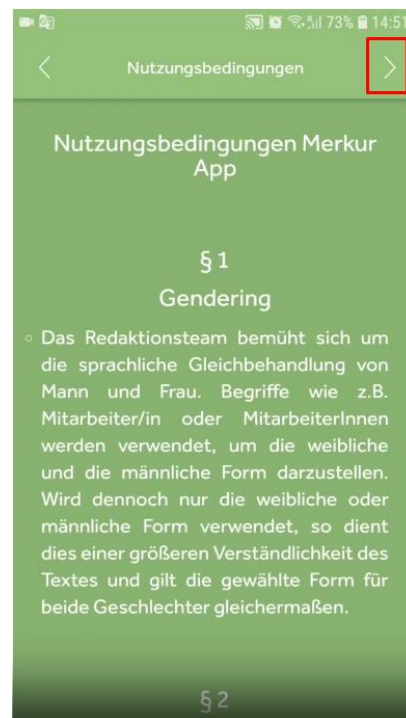 73% 14:51
Nutzungsbedingungen
Nutzungsbedingungen Merkur
App
§ 1
Gendering
Das Redaktionsteam bemüht sich um
die sprachliche Gleichbehandlung von
Mann und Frau. Begriffe wie z.B.
Mitarbeiter/in oder MitarbeiterInnen
werden verwendet, um die weibliche
und die männliche Form darzustellen.
Wird dennoch nur die weibliche oder
männliche Form verwendet, so dient
dies einer größeren Verständlichkeit des
Textes und gilt die gewählte Form für
beide Geschlechter gleichermaßen.
§ 2